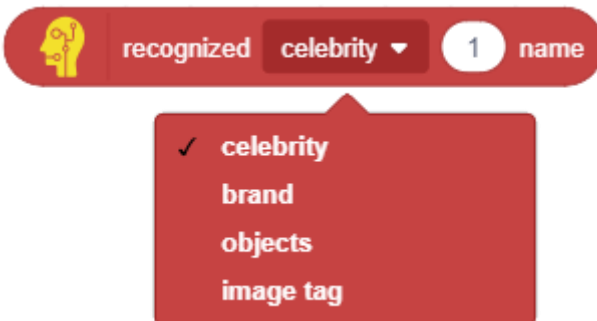 recognized celebrity 1 name
celebrity
brand
objects
image tag